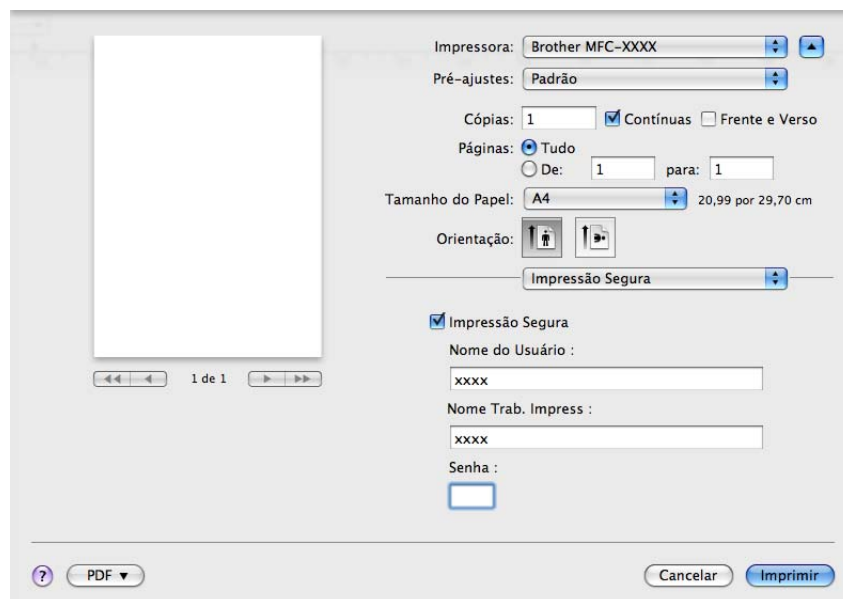 Impressora: Brother MFC-XXXX
Pré-ajustes: Padrão
Cópias: 1 Contínuas Frente e Verso
Páginas: Tudo
De: 1 para: 1
Tamanho do Papel: A4 20,99 por 29,70 cm
Orientação:
Impressão Segura
Impressão Segura
Nome do Usuário :
xxxx
1 de 1
Nome Trab. Impress :
xxxx
Senha :
? PDF Cancelar Imprimir